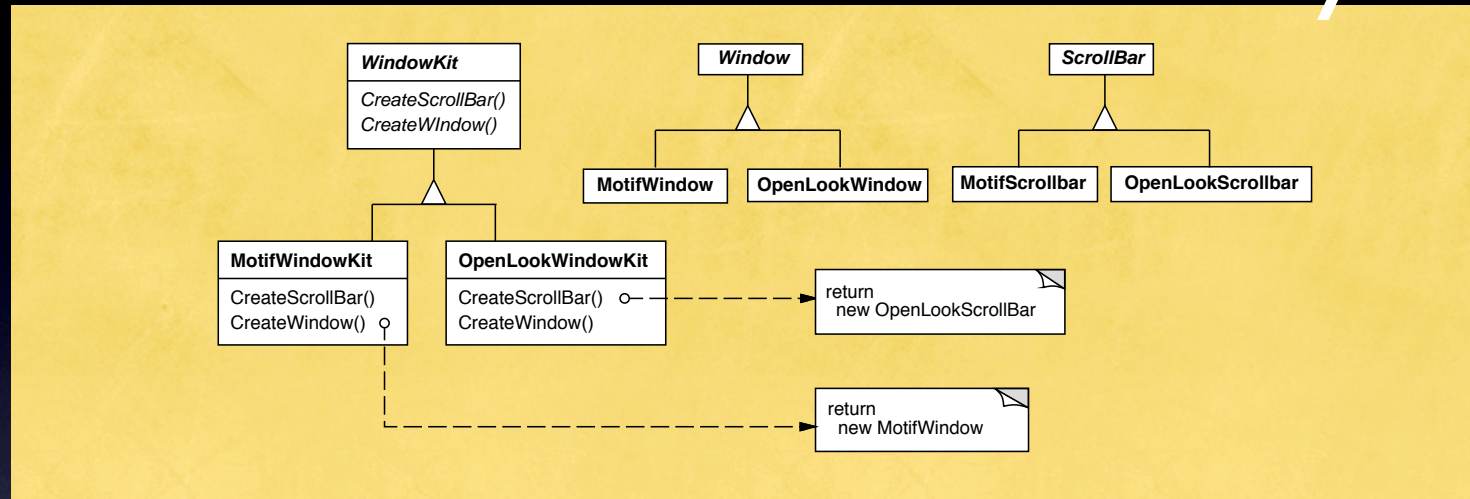 WindowKit
CreateScrollBar()
CreateWIndow()
Window
ScrollBar
MotifWindow
OpenLookWindow
MotifScrollbar
OpenLookScrollbar
MotifWindowKit
CreateScrollBar()
CreateWindow()
OpenLookWindowKit
CreateScrollBar()
CreateWindow()
return
new OpenLookScrollBar
return
new MotifWindow